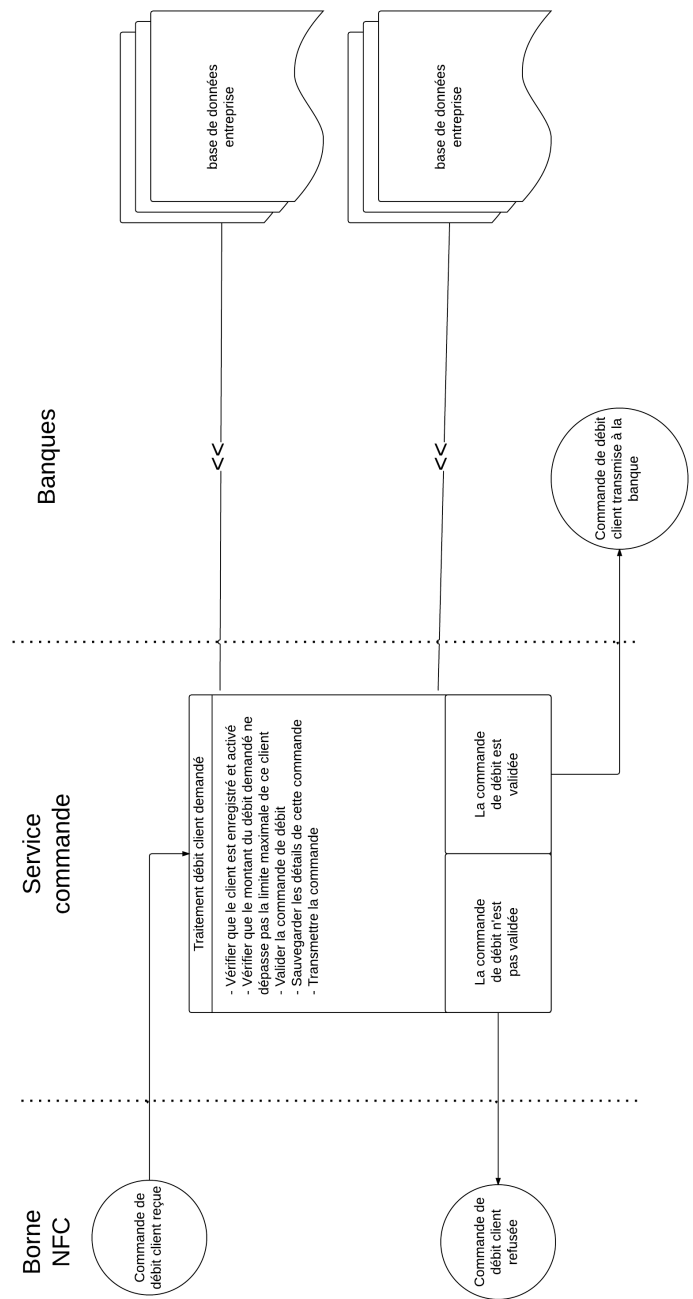 Borne
NFC
Service
commande
Banques
Commande de
débit client reçue
Traitement débit client demandé
- Vérifier que le client est enregistré et activé
- Vérifier que le montant du débit demandé ne
dépasse pas la limite maximale de ce client
- Valider la commande de débit
- Sauvegarder les détails de cette commande
- Transmettre la commande
La commande
de débit n'est
pas validée
La commande
de débit est
validée
Commande de
débit client
refusée
Commande de débit
client transmise à la
banque
base de données
entreprise
base de données
entreprise